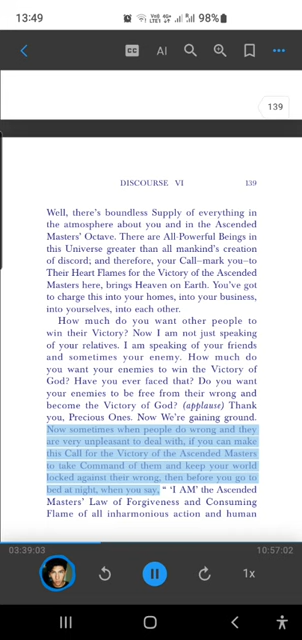 13:49
98%
CC
AI
139
DISCOURSE VI 139
Well, there's boundless Supply of everything in
the atmosphere about you and in the Ascended
Masters' Octave. There are All-Powerful Beings in
this Universe greater than all mankind's creation
of discord; and therefore, your Call—mark you—to
Their Heart Flames for the Victory of the Ascended
Masters here, brings Heaven on Earth. You've got
to charge this into your homes, into your business,
into yourselves, into each other.
How much do you want other people to
win their Victory? Now I am not just speaking
of your relatives. I am speaking of your friends
and sometimes your enemy. How much do
you want your enemies to win the Victory of
God? Have you ever faced that? Do you want
your enemies to be free from their wrong and
become the Victory of God? (applause) Thank
you, Precious Ones. Now We're gaining ground.
Now sometimes when people do wrong and they
are very unpleasant to deal with, if you can make
this Call for the Victory of the Ascended Masters
to take Command of them and keep your world
locked against their wrong, then before you go to
bed at night, when you say, “ ‘I AM’ the Ascended
Masters' Law of Forgiveness and Consuming
Flame of all inharmonious action and human
03:39:03 10:57:02
1x